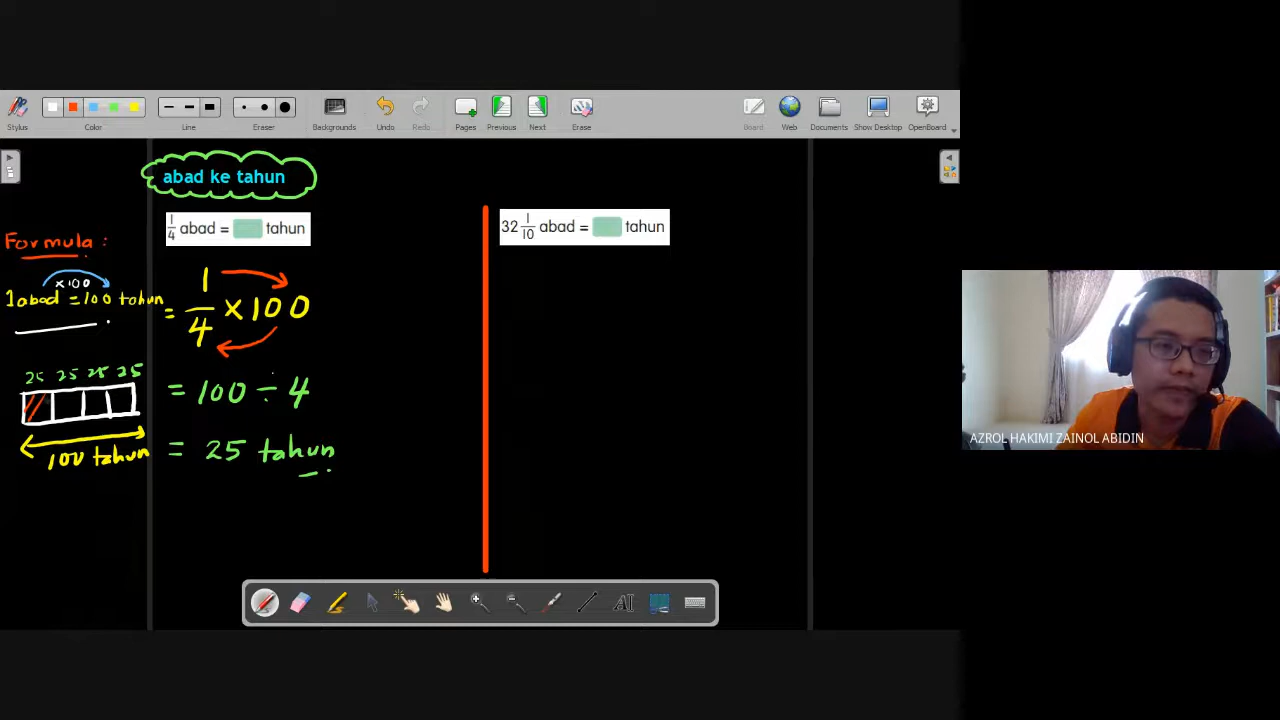 Stylus
Color
Line
Eraser
Backgrounds
Undo
Redo
Pages
Previous
Next
Erase
Board
Web
Documents
Show Desktop
OpenBoard
abad ke tahun
1/4 abad = tahun
32 1/10 abad = tahun
Formula :
x100
1 abad = 100 tahun
= 1/4 x 100
25 25 25 25
= 100 ÷ 4
100 tahun
= 25 tahun
AZROL HAKIMI ZAINOL ABIDIN
AI